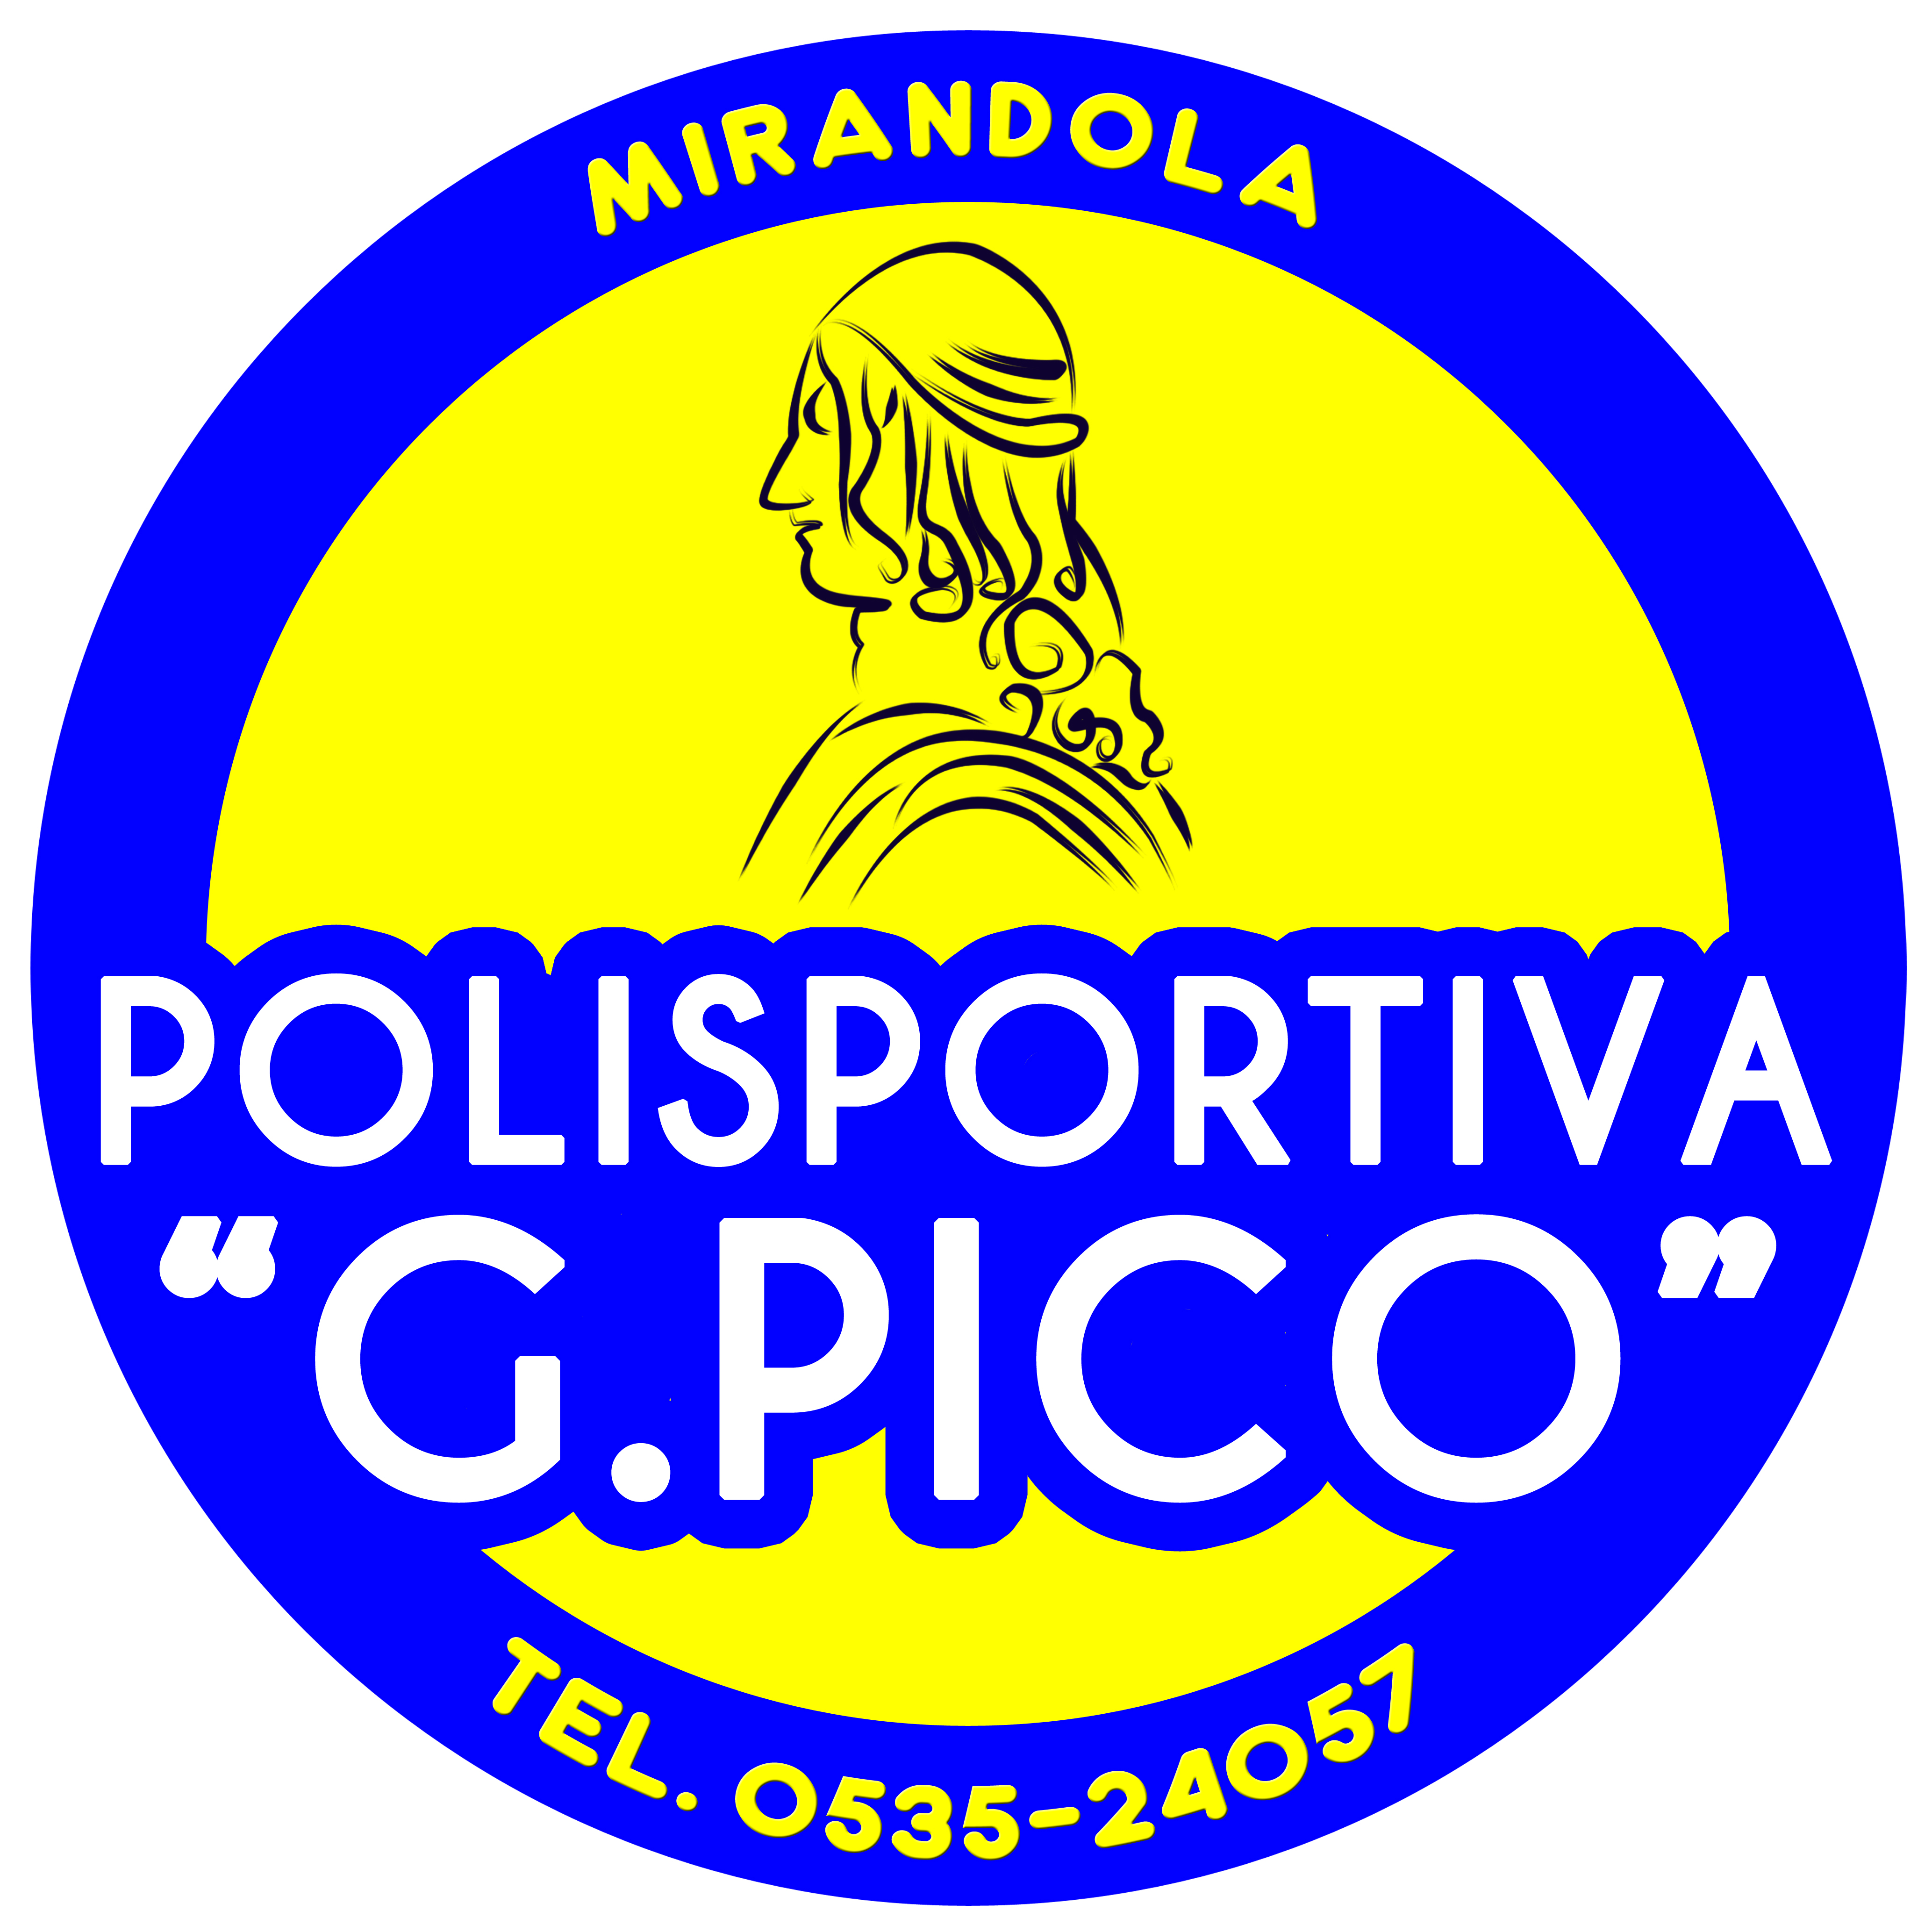 MIRANDOLA
POLISPORTIVA
“G.PICO”
TEL. 0535-24057